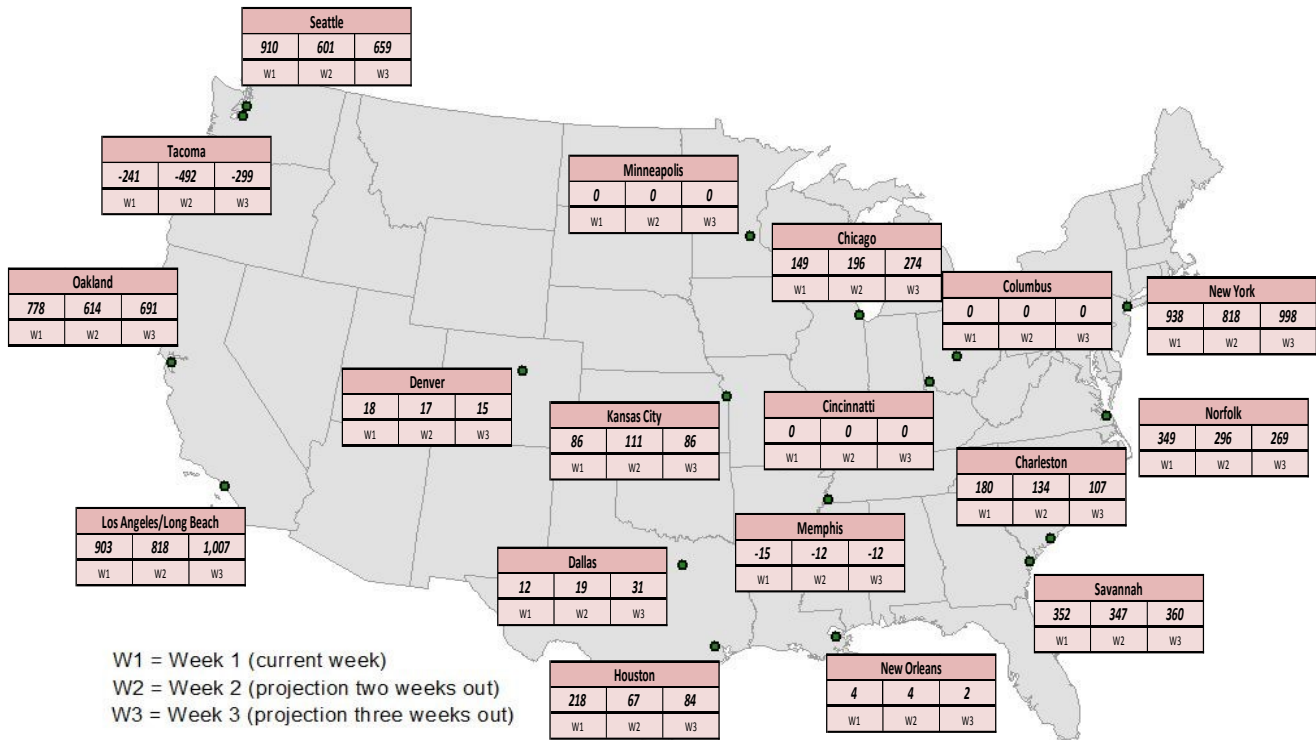 Seattle
910 601 659
W1 W2 W3
Tacoma
-241 -492 -299
W1 W2 W3
Minneapolis
0 0 0
W1 W2 W3
Chicago
149 196 274
W1 W2 W3
Oakland
778 614 691
W1 W2 W3
Columbus
0 0 0
W1 W2 W3
New York
938 818 998
W1 W2 W3
Denver
18 17 15
W1 W2 W3
Kansas City
86 111 86
W1 W2 W3
Cincinnatti
0 0 0
W1 W2 W3
Norfolk
349 296 269
W1 W2 W3
Charleston
180 134 107
W1 W2 W3
Los Angeles/Long Beach
903 818 1,007
W1 W2 W3
Memphis
-15 -12 -12
W1 W2 W3
Dallas
12 19 31
W1 W2 W3
Savannah
352 347 360
W1 W2 W3
Houston
218 67 84
W1 W2 W3
New Orleans
4 4 2
W1 W2 W3
W1 = Week 1 (current week)
W2 = Week 2 (projection two weeks out)
W3 = Week 3 (projection three weeks out)